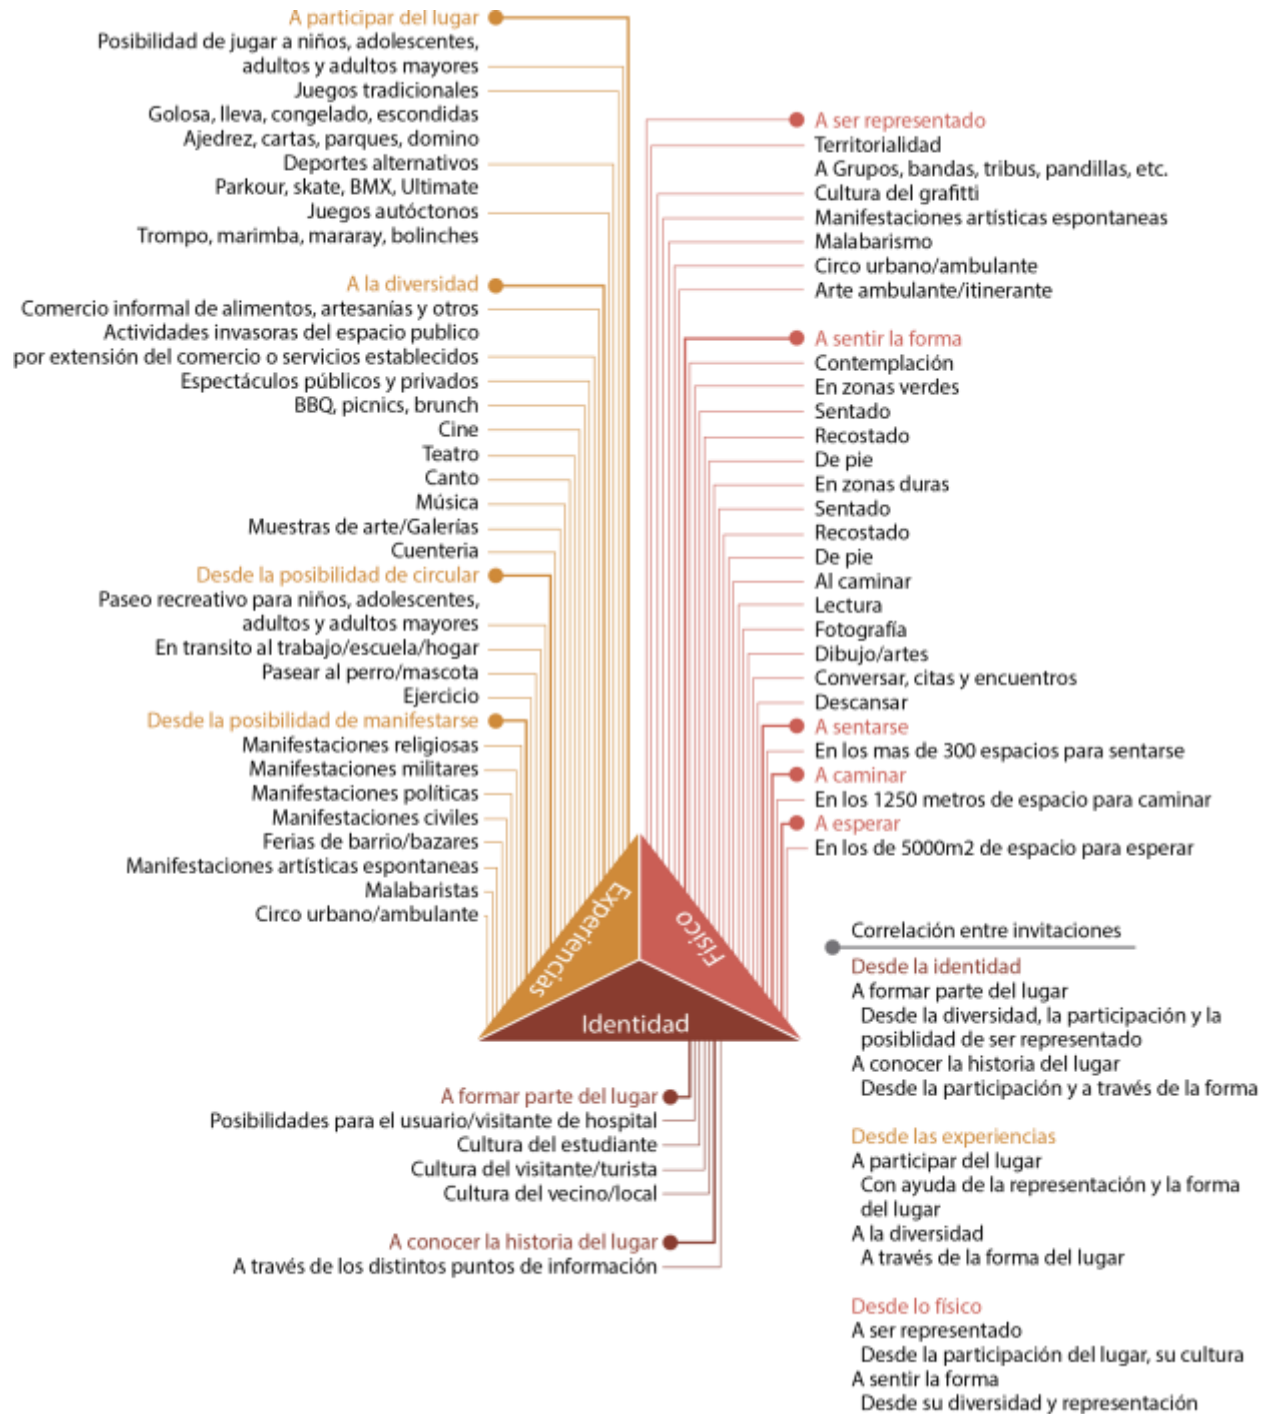 A participar del lugar
Posibilidad de jugar a niños, adolescentes,
adultos y adultos mayores
Juegos tradicionales
Golosa, lleva, congelado, escondidas
Ajedrez, cartas, parques, domino
Deportes alternativos
Parkour, skate, BMX, Ultimate
Juegos autóctonos
Trompo, marimba, mararay, bolinches
A la diversidad
Comercio informal de alimentos, artesanías y otros
Actividades invasoras del espacio publico
por extensión del comercio o servicios establecidos
Espectáculos públicos y privados
BBQ, picnics, brunch
Cine
Teatro
Canto
Música
Muestras de arte/Galerías
Cuenteria
Desde la posibilidad de circular
Paseo recreativo para niños, adolescentes,
adultos y adultos mayores
En transito al trabajo/escuela/hogar
Pasear al perro/mascota
Ejercicio
Desde la posibilidad de manifestarse
Manifestaciones religiosas
Manifestaciones militares
Manifestaciones políticas
Manifestaciones civiles
Ferias de barrio/bazares
Manifestaciones artísticas espontaneas
Malabaristas
Circo urbano/ambulante
A ser representado
Territorialidad
A Grupos, bandas, tribus, pandillas, etc.
Cultura del grafitti
Manifestaciones artísticas espontaneas
Malabarismo
Circo urbano/ambulante
Arte ambulante/itinerante
A sentir la forma
Contemplación
En zonas verdes
Sentado
Recostado
De pie
En zonas duras
Sentado
Recostado
De pie
Al caminar
Lectura
Fotografía
Dibujo/artes
Conversar, citas y encuentros
Descansar
A sentarse
En los mas de 300 espacios para sentarse
A caminar
En los 1250 metros de espacio para caminar
A esperar
En los de 5000m2 de espacio para esperar
Experiencias
Físico
Identidad
A formar parte del lugar
Posibilidades para el usuario/visitante de hospital
Cultura del estudiante
Cultura del visitante/turista
Cultura del vecino/local
A conocer la historia del lugar
A través de los distintos puntos de información
Correlación entre invitaciones
Desde la identidad
A formar parte del lugar
Desde la diversidad, la participación y la
posiblidad de ser representado
A conocer la historia del lugar
Desde la participación y a través de la forma
Desde las experiencias
A participar del lugar
Con ayuda de la representación y la forma
del lugar
A la diversidad
A través de la forma del lugar
Desde lo físico
A ser representado
Desde la participación del lugar, su cultura
A sentir la forma
Desde su diversidad y representación